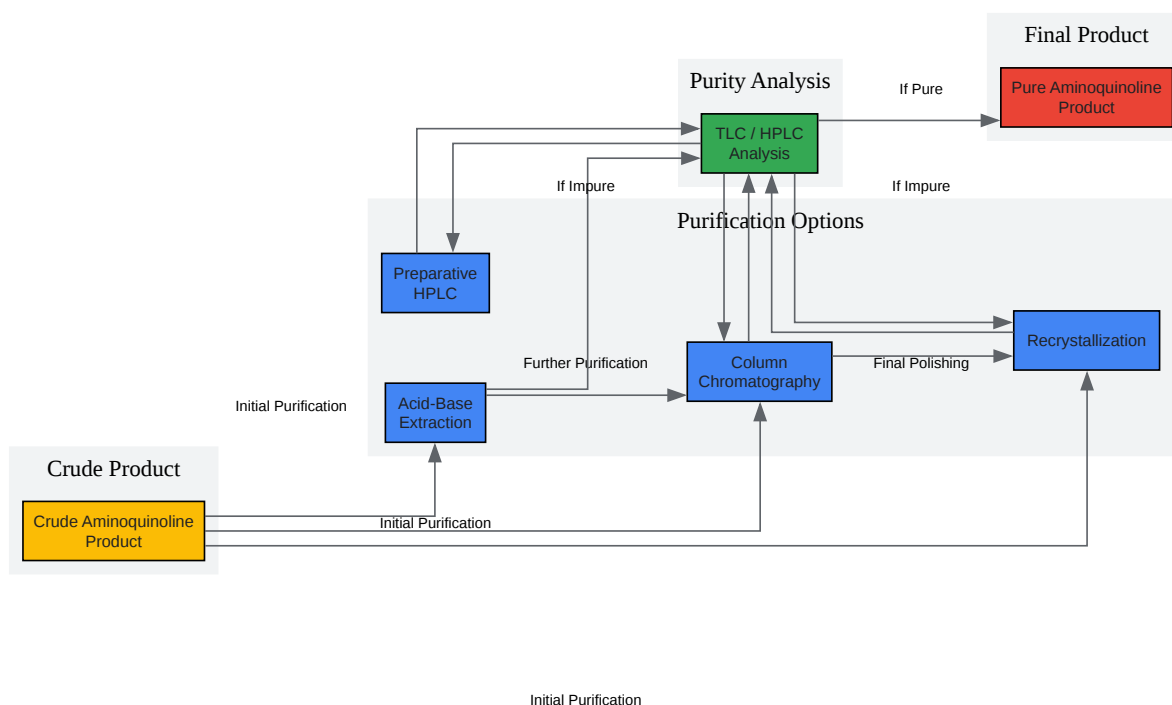 Final Product
Pure Aminoquinoline
Product
Purity Analysis
If Pure
TLC / HPLC
Analysis
If Impure
If Impure
Purification Options
Preparative
HPLC
Recrystallization
Further Purification
Column
Chromatography
Final Polishing
Initial Purification
Acid-Base
Extraction
Crude Product
Crude Aminoquinoline
Product
Initial Purification
Initial Purification